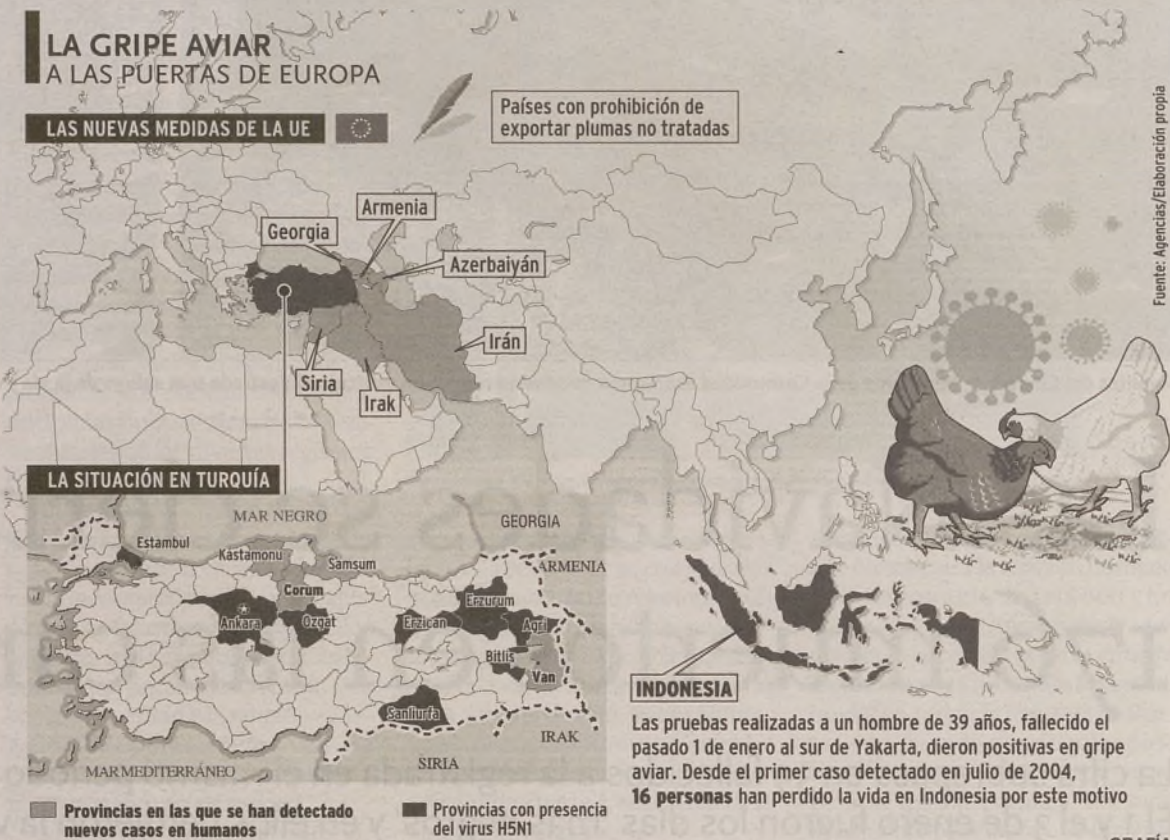 LA GRIPE AVIAR
A LAS PUERTAS DE EUROPA
LAS NUEVAS MEDIDAS DE LA UE
Países con prohibición de
exportar plumas no tratadas
Fuente: Agencias/Elaboración propia
Armenia
Georgia
Azerbaiyán
Irán
Siria
Irak
LA SITUACIÓN EN TURQUÍA
MAR NEGRO
GEORGIA
Estambul
Kastamonu
Samsum
ARMENIA
Corum
Erzurum
Ankara
Ozgat
Erzican
Agri
Bitlis
Van
Sanliurfa
IRAK
SIRIA
MAR MEDITERRÁNEO
Provincias en las que se han detectado
nuevos casos en humanos
Provincias con presencia
del virus H5N1
INDONESIA
Las pruebas realizadas a un hombre de 39 años, fallecido el
pasado 1 de enero al sur de Yakarta, dieron positivas en gripe
aviar. Desde el primer caso detectado en julio de 2004,
16 personas han perdido la vida en Indonesia por este motivo